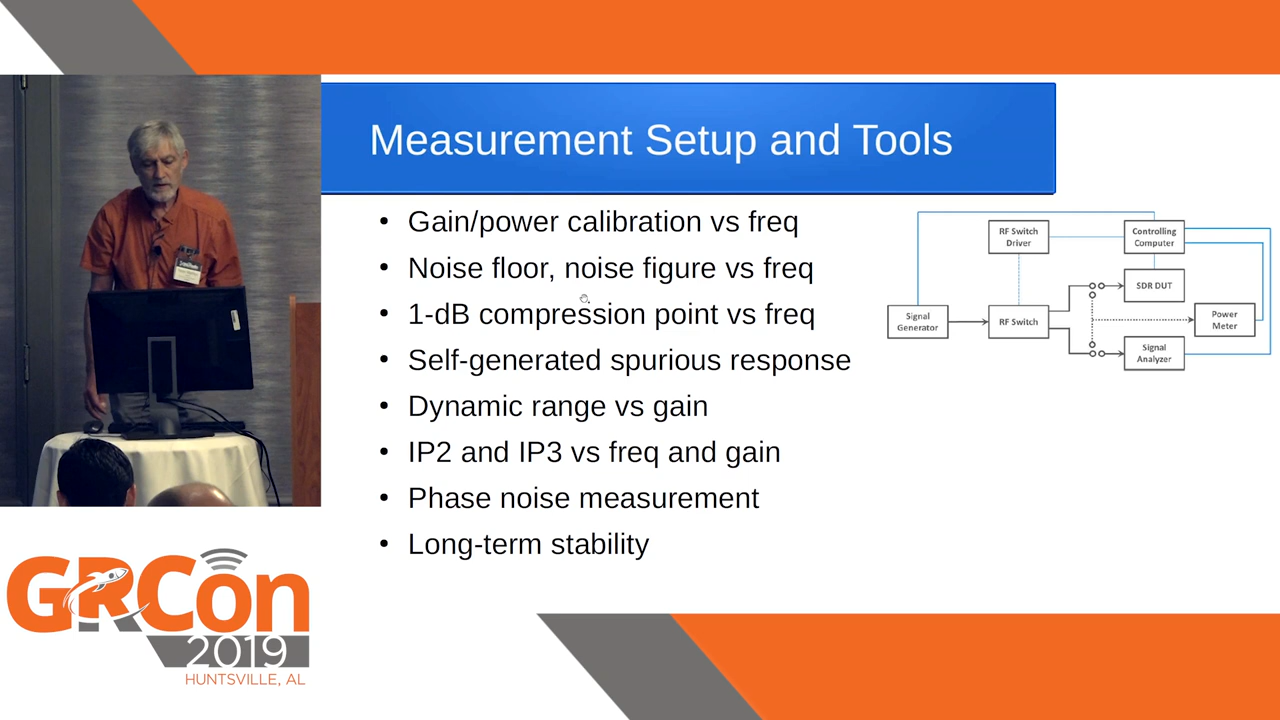 Measurement Setup and Tools
• Gain/power calibration vs freq
• Noise floor, noise figure vs freq
• 1-dB compression point vs freq
• Self-generated spurious response
• Dynamic range vs gain
• IP2 and IP3 vs freq and gain
• Phase noise measurement
• Long-term stability
RF Switch
Driver
Controlling
Computer
SDR DUT
Signal
Generator
RF Switch
Power
Meter
Signal
Analyzer
GRCon
2019
HUNTSVILLE, AL